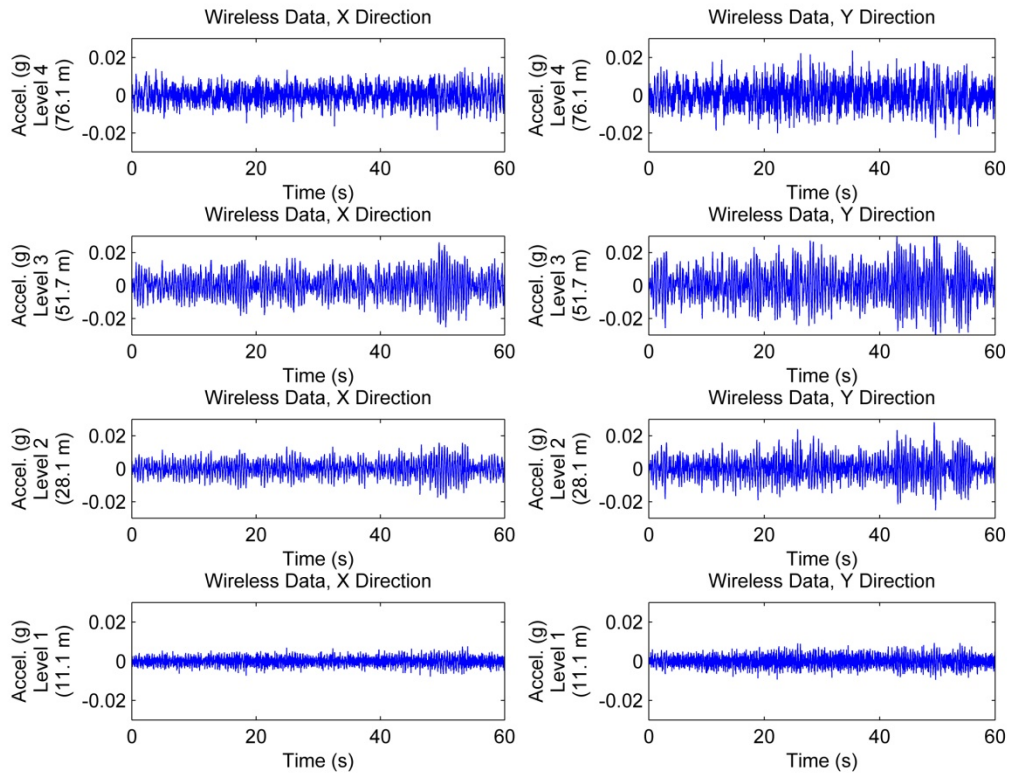 Wireless Data, X Direction
Accel. (g)
Level 4
(76.1 m)
0.02
0
-0.02
0 20 40 60
Time (s)
Wireless Data, Y Direction
Accel. (g)
Level 4
(76.1 m)
0.02
0
-0.02
0 20 40 60
Time (s)
Wireless Data, X Direction
Accel. (g)
Level 3
(51.7 m)
0.02
0
-0.02
0 20 40 60
Time (s)
Wireless Data, Y Direction
Accel. (g)
Level 3
(51.7 m)
0.02
0
-0.02
0 20 40 60
Time (s)
Wireless Data, X Direction
Accel. (g)
Level 2
(28.1 m)
0.02
0
-0.02
0 20 40 60
Time (s)
Wireless Data, Y Direction
Accel. (g)
Level 2
(28.1 m)
0.02
0
-0.02
0 20 40 60
Time (s)
Wireless Data, X Direction
Accel. (g)
Level 1
(11.1 m)
0.02
0
-0.02
0 20 40 60
Time (s)
Wireless Data, Y Direction
Accel. (g)
Level 1
(11.1 m)
0.02
0
-0.02
0 20 40 60
Time (s)